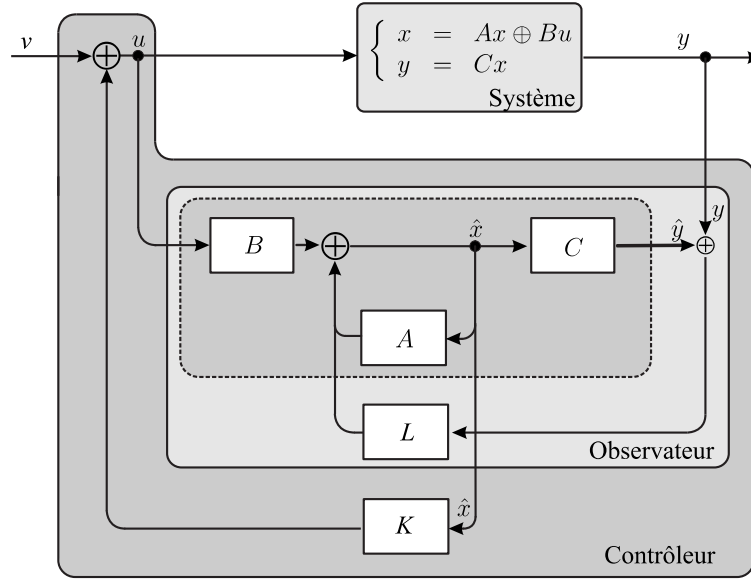 v
u
x = Ax ⊕ Bu
y = Cx
Système
y
y
B
x̂
C
ŷ
A
L
Observateur
K
x̂
Contrôleur